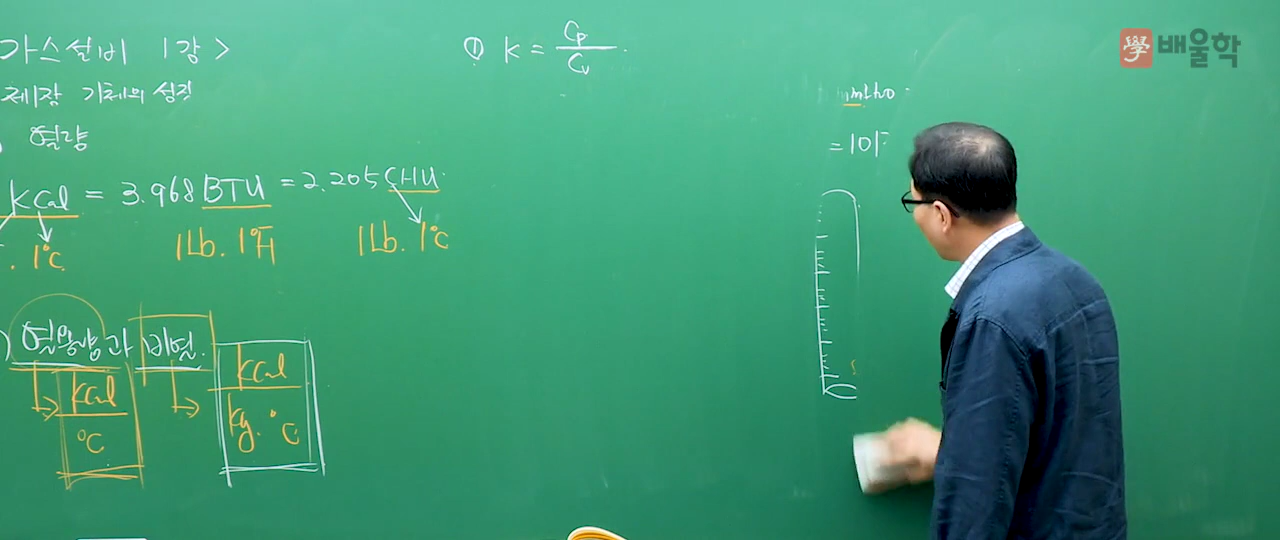 가스설비 1강>
제1장 기체의 성질
열량
kcal = 3.968 BTU = 2.205 CHU
1℃
1Lb. 1℉
1Lb. 1℃
) 열용량과 비열.
kcal
℃
kcal
kg. ℃
① K = Cp / Cv
學 배울학
= 10